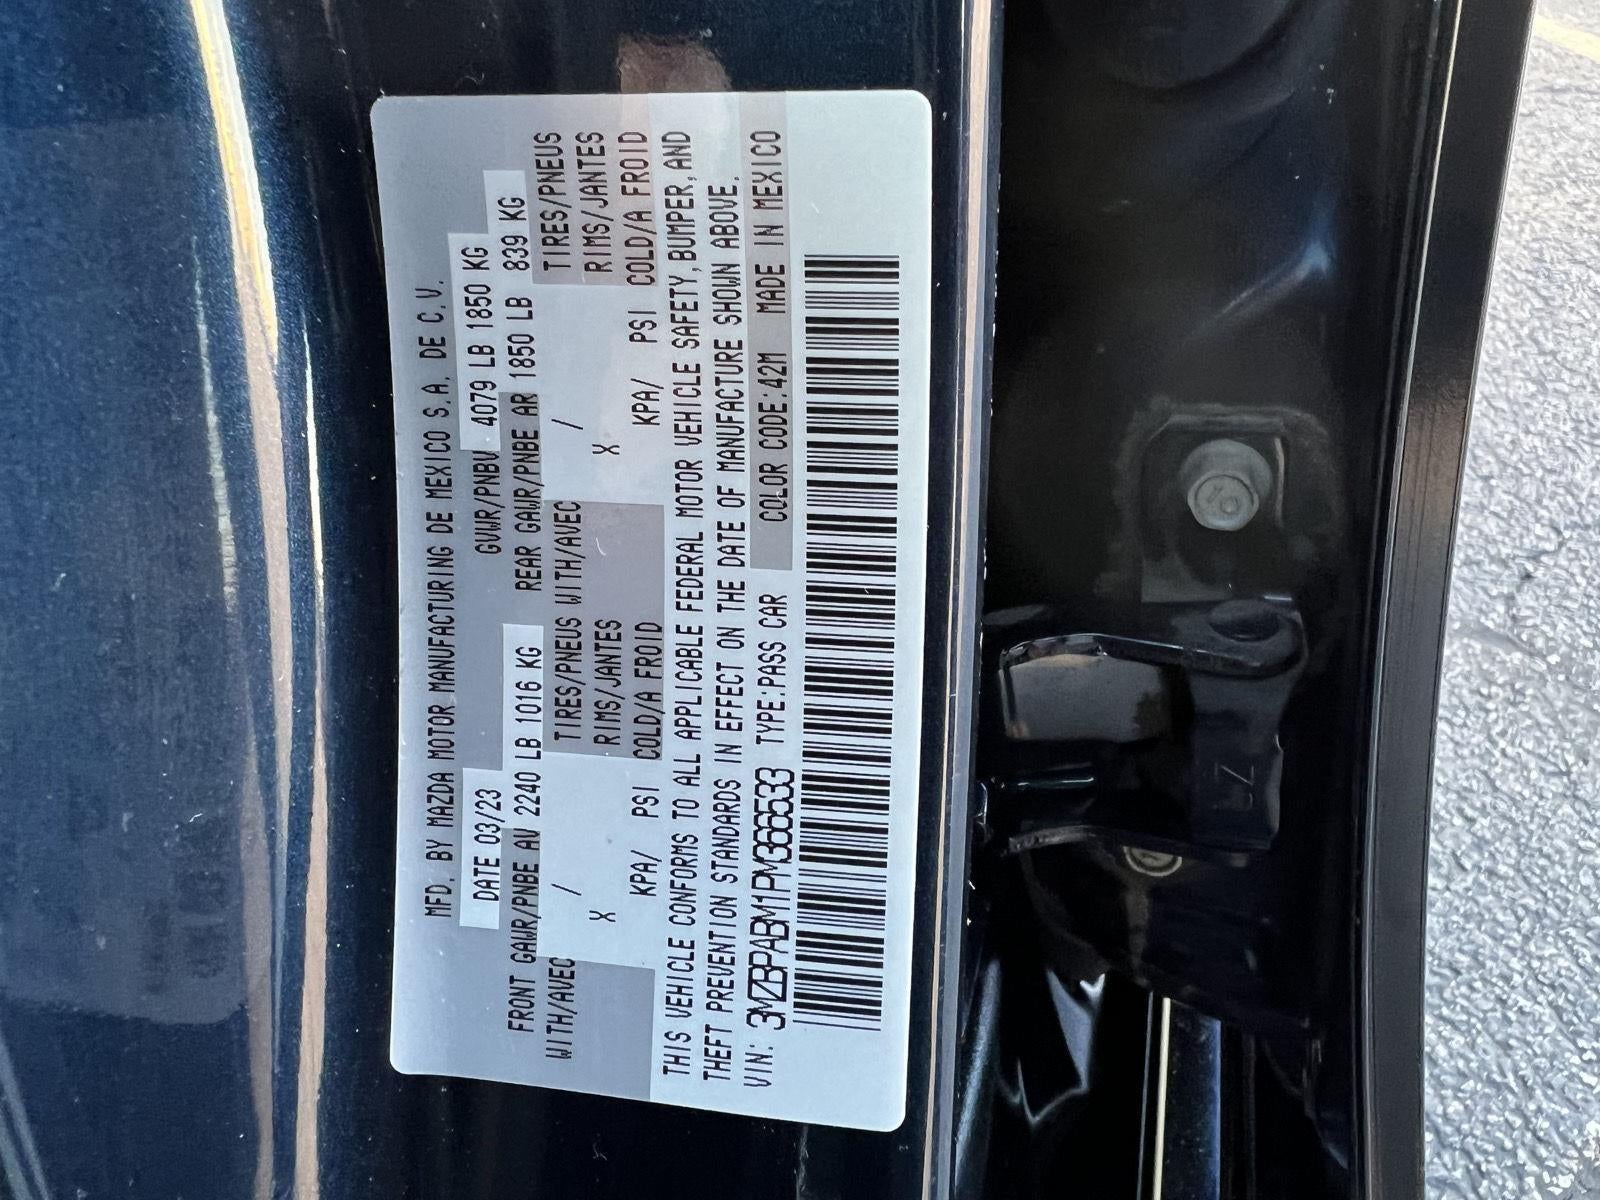 MFD. BY MAZDA MOTOR MANUFACTURING DE MEXICO S.A. DE C.V.
DATE 03/23 GVWR/PNBV 4079 LB 1850 KG
FRONT GAWR/PNBE AV 2240 LB 1016 KG REAR GAWR/PNBE AR 1850 LB 839 KG
WITH/AVEC / TIRES/PNEUS WITH/AVEC / TIRES/PNEUS
X RIMS/JANTES X RIMS/JANTES
KPA/ PSI COLD/A FROID KPA/ PSI COLD/A FROID
THIS VEHICLE CONFORMS TO ALL APPLICABLE FEDERAL MOTOR VEHICLE SAFETY, BUMPER, AND
THEFT PREVENTION STANDARDS IN EFFECT ON THE DATE OF MANUFACTURE SHOWN ABOVE.
VIN: 3MZBPABM1PM366533 TYPE:PASS CAR COLOR CODE:42M MADE IN MEXICO